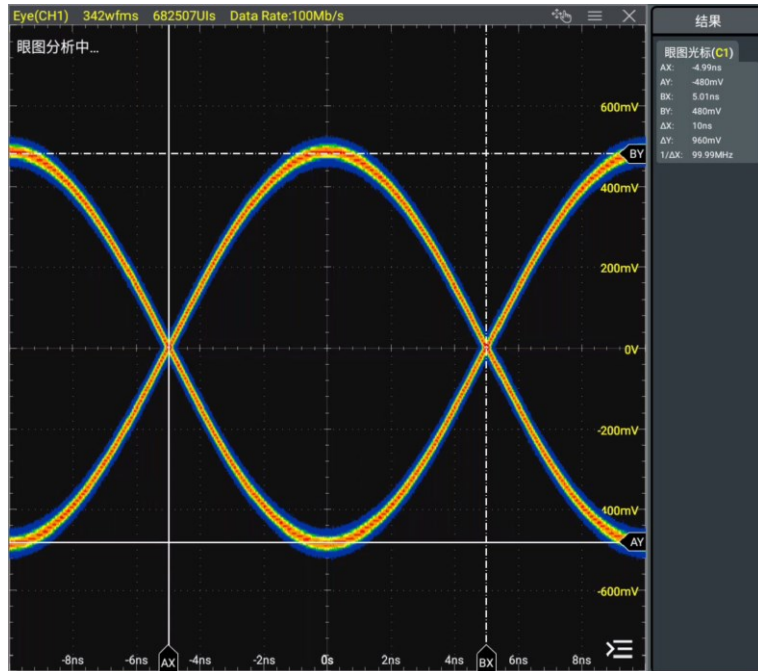 Eye(CH1) 342wfms 682507UIs Data Rate:100Mb/s
眼图分析中...
600mV
BY
400mV
200mV
0V
-200mV
-400mV
AY
-600mV
-8ns -6ns AX -4ns -2ns 0s 2ns 4ns BX 6ns 8ns
结果
眼图光标(C1)
AX: -4.99ns
AY: -480mV
BX: 5.01ns
BY: 480mV
ΔX: 10ns
ΔY: 960mV
1/ΔX: 99.99MHz